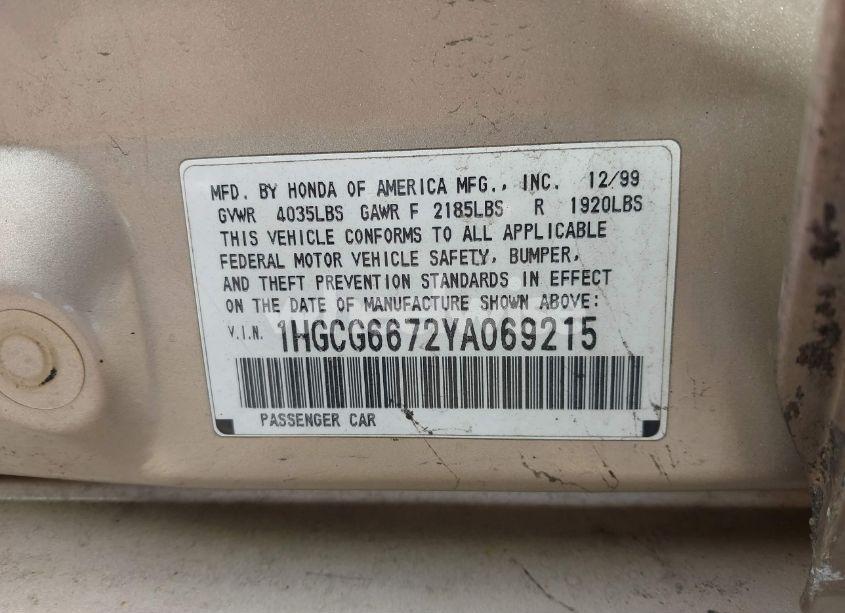 MFD. BY HONDA OF AMERICA MFG., INC. 12/99
GVWR 4035LBS GAWR F 2185LBS R 1920LBS
THIS VEHICLE CONFORMS TO ALL APPLICABLE
FEDERAL MOTOR VEHICLE SAFETY, BUMPER,
AND THEFT PREVENTION STANDARDS IN EFFECT
ON THE DATE OF MANUFACTURE SHOWN ABOVE:
V.I.N. 1HGCG6672YA069215
PASSENGER CAR